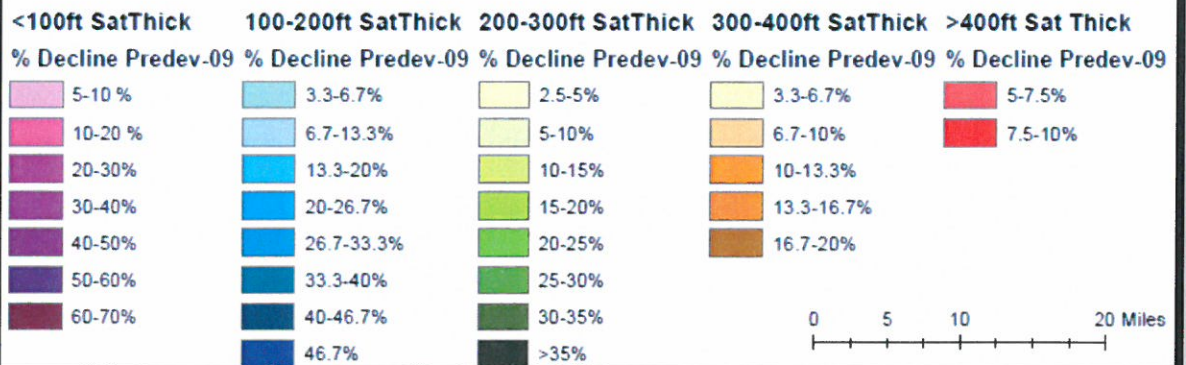 <100ft SatThick 100-200ft SatThick 200-300ft SatThick 300-400ft SatThick >400ft Sat Thick
% Decline Predev-09 % Decline Predev-09 % Decline Predev-09 % Decline Predev-09 % Decline Predev-09
5-10 % 3.3-6.7% 2.5-5% 3.3-6.7% 5-7.5%
10-20 % 6.7-13.3% 5-10% 6.7-10% 7.5-10%
20-30% 13.3-20% 10-15% 10-13.3%
30-40% 20-26.7% 15-20% 13.3-16.7%
40-50% 26.7-33.3% 20-25% 16.7-20%
50-60% 33.3-40% 25-30%
60-70% 40-46.7% 30-35% 0 5 10 20 Miles
46.7% >35%